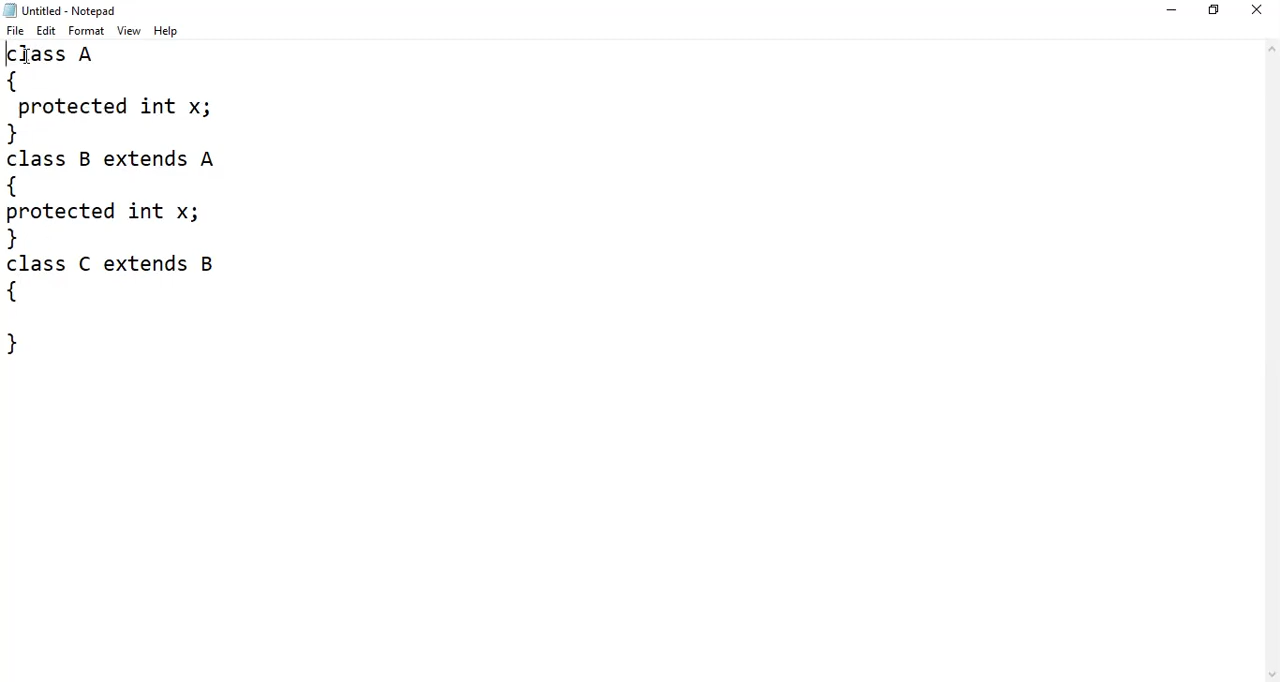 Untitled - Notepad
File Edit Format View Help
class A
{
 protected int x;
}
class B extends A
{
protected int x;
}
class C extends B
{

}